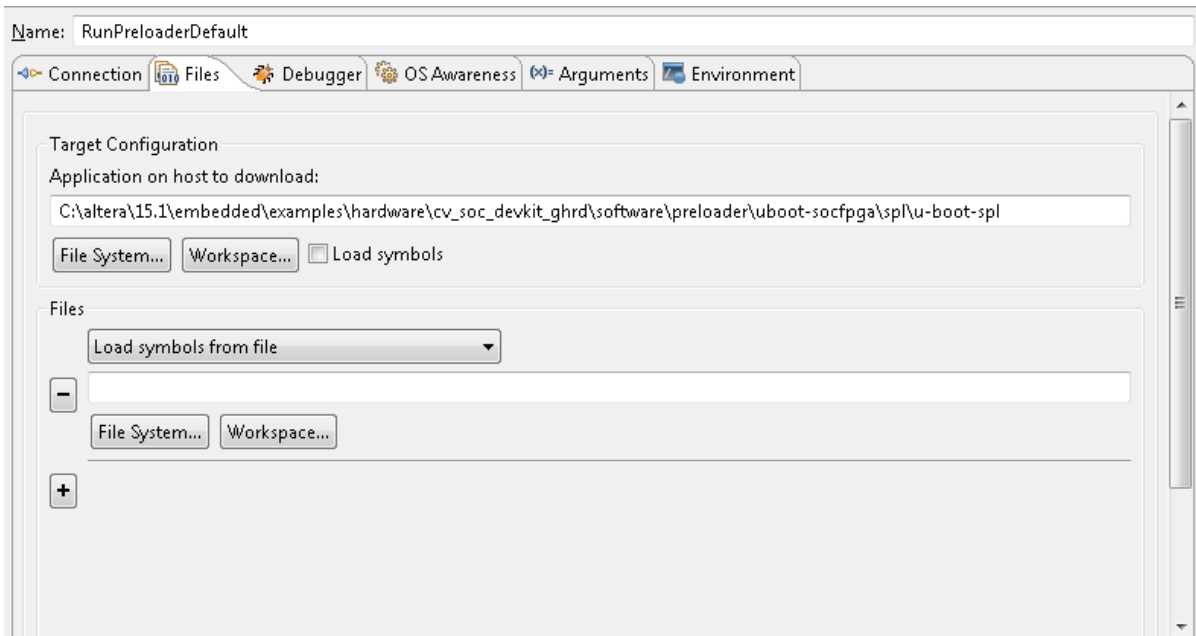 Name: RunPreloaderDefault
Connection Files Debugger OS Awareness (x)= Arguments Environment
Target Configuration
Application on host to download:
C:\altera\15.1\embedded\examples\hardware\cv_soc_devkit_ghrd\software\preloader\uboot-socfpga\spl\u-boot-spl
File System... Workspace... Load symbols
Files
Load symbols from file
File System... Workspace...